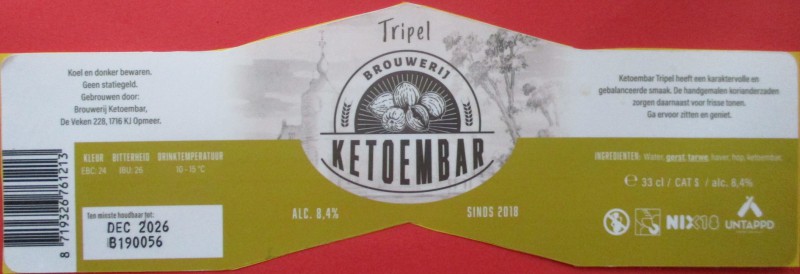 Koel en donker bewaren.
Geen statiegeld.
Gebrouwen door:
Brouwerij Ketoembar,
De Veken 228, 1716 KJ Opmeer.
8 719326 761213
KLEUR BITTERHEID DRINKTEMPERATUUR
EBC: 24 IBU: 26 10 - 15 °C
Ten minste houdbaar tot:
DEC 2026
B190056
Tripel
BROUWERIJ
KETOEMBAR
ALC. 8,4%
SINDS 2018
Ketoembar Tripel heeft een karaktervolle en
gebalanceerde smaak. De handgemalen korianderzaden
zorgen daarnaast voor frisse tonen.
Ga ervoor zitten en geniet.
INGREDIENTEN: Water, gerst, tarwe, haver, hop, ketoembar.
℮ 33 cl / CAT S / alc. 8,4%
NIX18
UNTAPPD